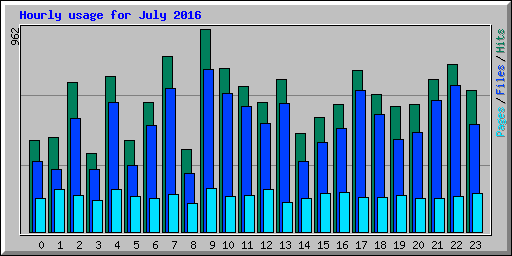 Hourly usage for July 2016
962
Pages/Files/Hits
0 1 2 3 4 5 6 7 8 9 10 11 12 13 14 15 16 17 18 19 20 21 22 23